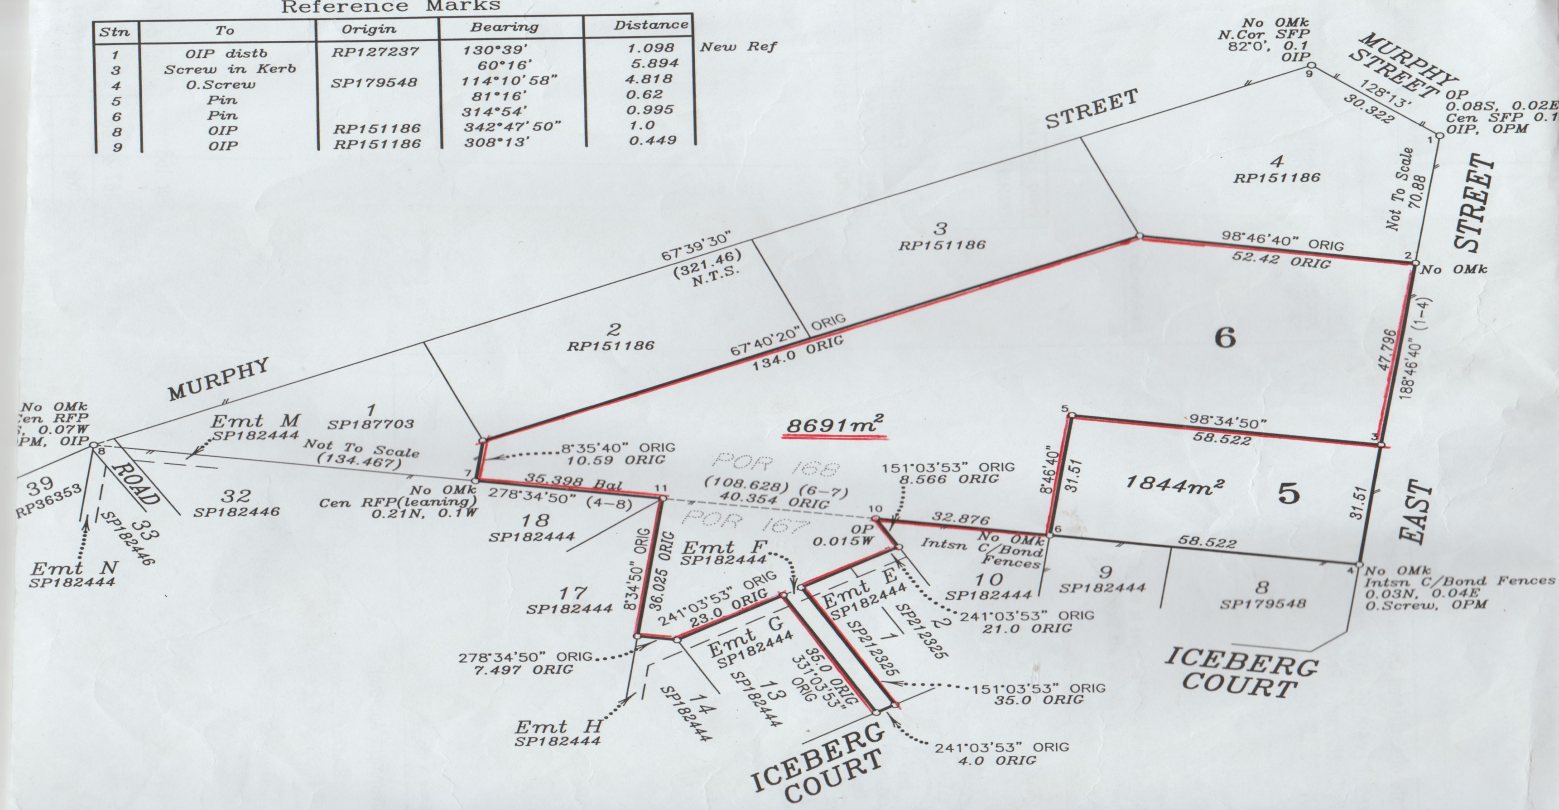 Reference Marks
Stn To Origin Bearing Distance
1 OIP distb RP127237 130°39' 1.098 New Ref
3 Screw in Kerb 60°16' 5.894
4 O.Screw SP179548 114°10'58" 4.818
5 Pin 81°16' 0.62
6 Pin 314°54' 0.995
8 OIP RP151186 342°47'50" 1.0
9 OIP RP151186 308°13' 0.449
No OMk
N.Cor SFP
82°0', 0.1
OIP
9
MURPHY
STREET
128°13'
30.322
OP
0.08S, 0.02E
Cen SFP 0.1
OIP, OPM
1
Not To Scale
70.88
STREET
STREET
4
RP151186
3
RP151186
67°39'30"
(321.46)
N.T.S.
98°46'40" ORIG
52.42 ORIG
2
No OMk
47.796
188°46'40" (1-4)
6
2
RP151186
67°40'20" ORIG
134.0 ORIG
MURPHY
1
SP187703
Emt M
SP182444
Not To Scale
(134.467)
No OMk
Cen RFP
S, 0.07W
OPM, OIP
8
8691m²
5
98°34'50"
58.522
3
8°35'40" ORIG
10.59 ORIG
7
35.398 Bal
278°34'50" (4-8)
11
POR 168
(108.628) (6-7)
40.354 ORIG
POR 167
151°03'53" ORIG
8.566 ORIG
8°46'40"
31.51
1844m²
5
31.51
EAST
39
RP36353
ROAD
33
SP182446
32
SP182446
No OMk
Cen RFP(leaning)
0.21N, 0.1W
18
SP182444
10
OP
0.015W
32.876
6
No OMk
Intsn C/Bond
Fences
58.522
4
No OMk
Intsn C/Bond Fences
0.03N, 0.04E
O.Screw, OPM
Emt N
SP182444
17
SP182444
8°34'50" ORIG
36.025 ORIG
Emt F
SP182444
241°03'53" ORIG
23.0 ORIG
Emt E
SP182444
10
SP182444
9
SP182444
8
SP179548
2
SP212325
1
SP212325
241°03'53" ORIG
21.0 ORIG
Emt G
SP182444
278°34'50" ORIG
7.497 ORIG
14
SP182444
13
SP182444
35.0 ORIG
331°03'53"
ORIG
151°03'53" ORIG
35.0 ORIG
ICEBERG
COURT
Emt H
SP182444
241°03'53" ORIG
4.0 ORIG
ICEBERG
COURT